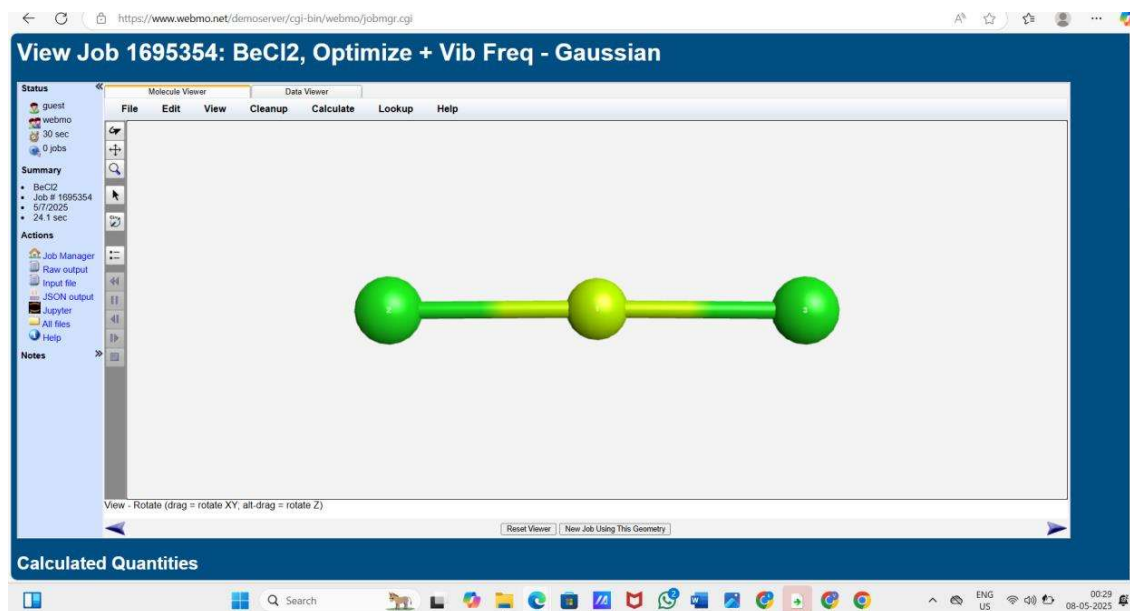 https://www.webmo.net/demoserver/cgi-bin/webmo/jobmgr.cgi
View Job 1695354: BeCl2, Optimize + Vib Freq - Gaussian
Status
guest
webmo
30 sec
0 jobs
Summary
BeCl2
Job # 1695354
5/7/2025
24.1 sec
Actions
Job Manager
Raw output
Input file
JSON output
Jupyter
All files
Help
Notes
Molecule Viewer Data Viewer
File Edit View Cleanup Calculate Lookup Help
2 3
View - Rotate (drag = rotate XY, alt-drag = rotate Z)
Reset Viewer New Job Using This Geometry
Calculated Quantities
Search
ENG 00:29
US 08-05-2025